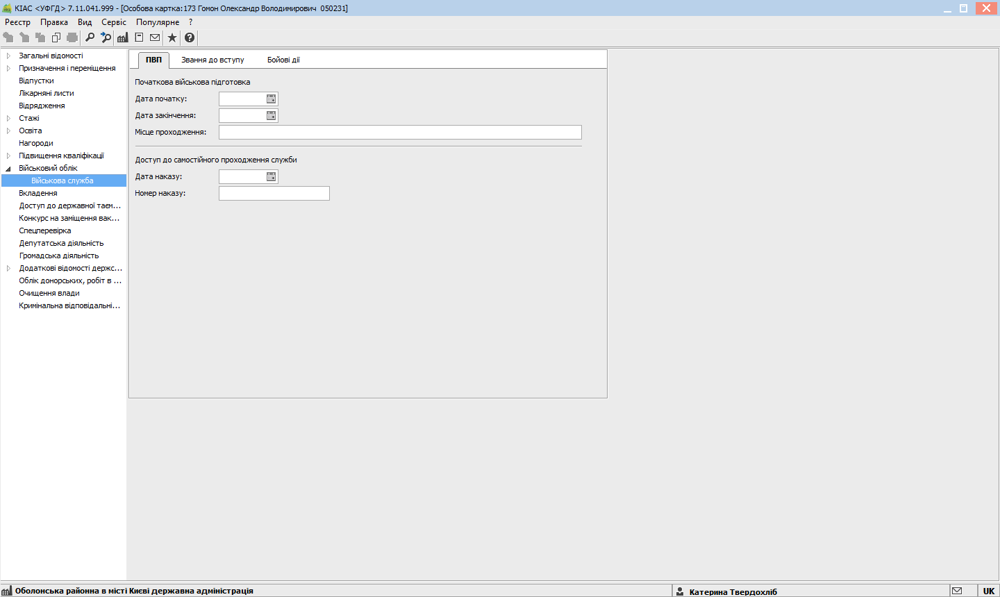 КІАС <УФГД> 7.11.041.999 - [Особова картка:173 Гомон Олександр Володимирович 050231]
Реєстр Правка Вид Сервіс Популярне ?
Загальні відомості
Призначення і переміщення
Відпустки
Лікарняні листи
Відрядження
Стажі
Освіта
Нагороди
Підвищення кваліфікації
Військовий облік
Військова служба
Вкладення
Доступ до державної таєм...
Конкурс на заміщення вак...
Спецперевірка
Депутатська діяльність
Громадська діяльність
Додаткові відомості держс...
Облік донорських, робіт в ...
Очищення влади
Кримінальна відповідальні...
ПВП Звання до вступу Бойові дії
Початкова військова підготовка
Дата початку:
Дата закінчення:
Місце проходження:
Доступ до самостійного проходження служби
Дата наказу:
Номер наказу:
Оболонська районна в місті Києві державна адміністрація
Катерина Твердохліб
UK